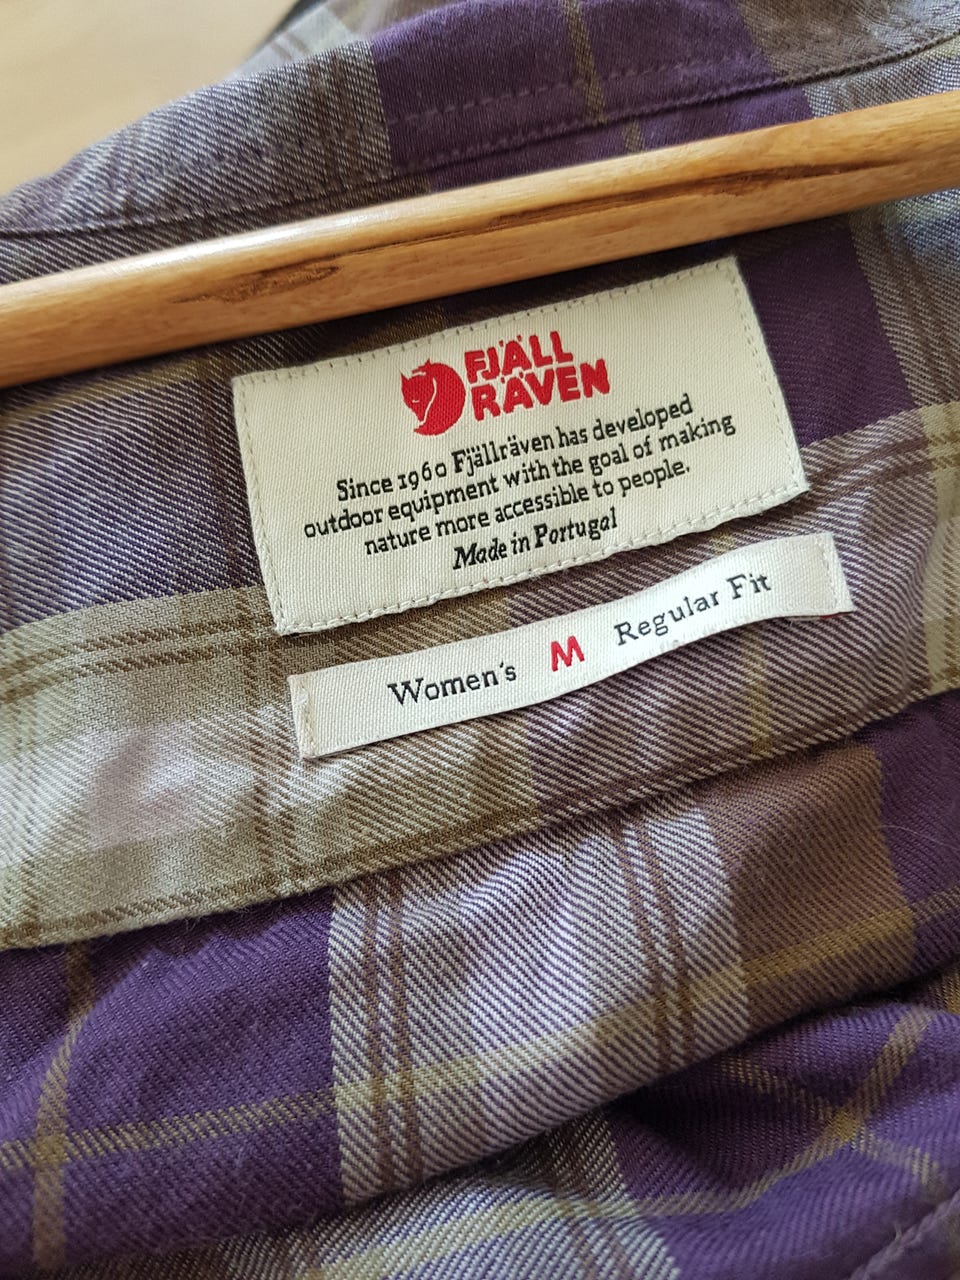 FJÄLL
RÄVEN
Since 1960 Fjällräven has developed
outdoor equipment with the goal of making
nature more accessible to people.
Made in Portugal
Women's M Regular Fit